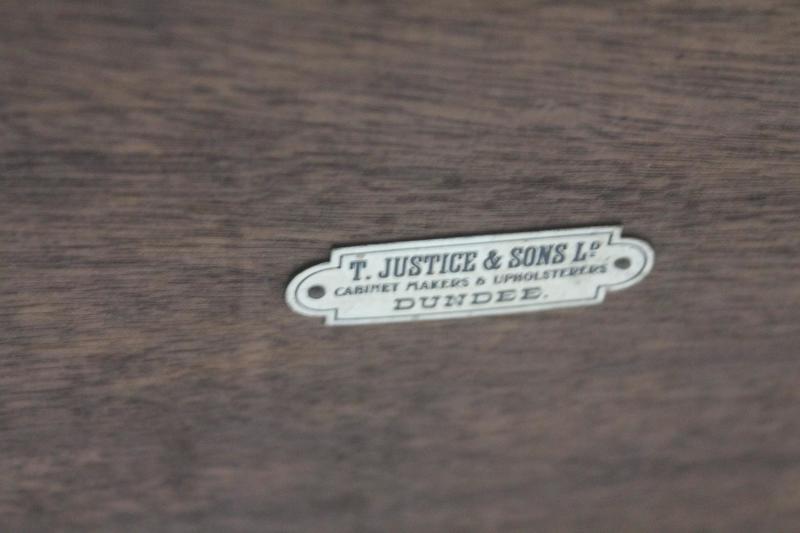 T. JUSTICE & SONS Lᴰ
CABINET MAKERS & UPHOLSTERERS
DUNDEE.